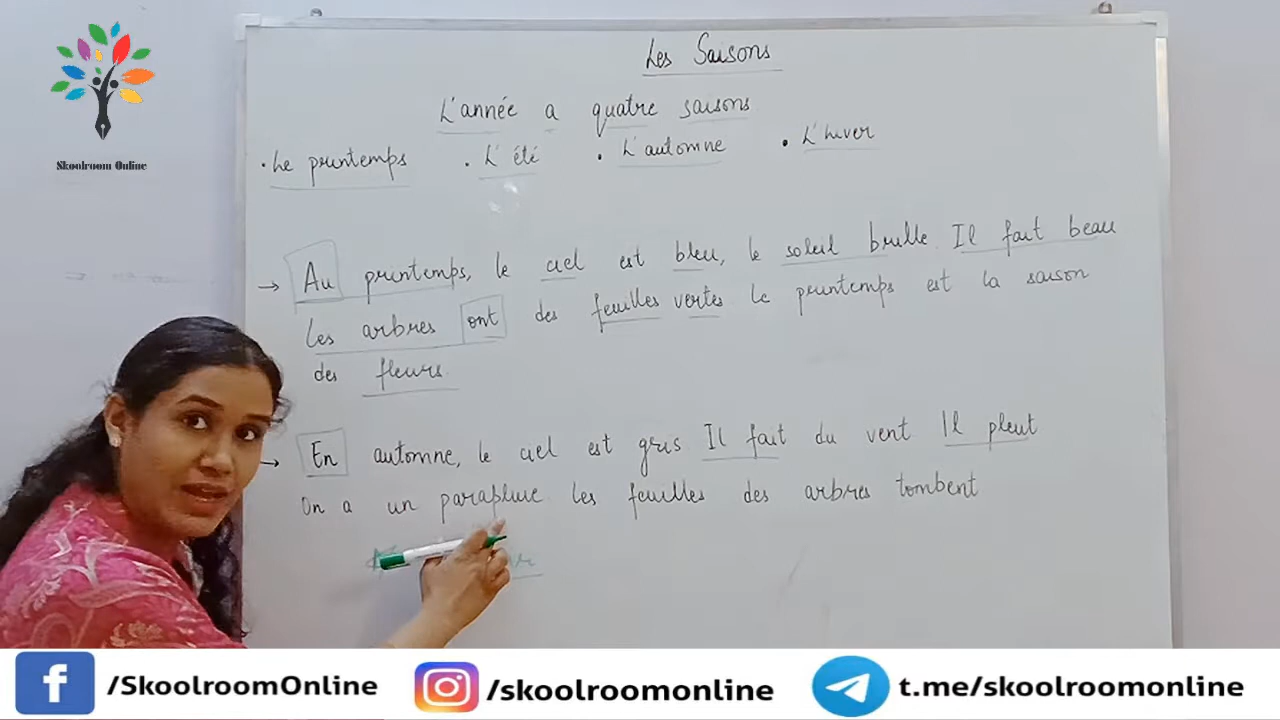 Skoolroom Online
Les Saisons
L'année a quatre saisons
• Le printemps • L'été • L'automne • L'hiver
→ Au printemps, le ciel est bleu, le soleil brille. Il fait beau
Les arbres ont des feuilles vertes Le printemps est la saison
des fleurs
→ En automne, le ciel est gris. Il fait du vent Il pleut
On a un parapluie les feuilles des arbres tombent
/SkoolroomOnline
/skoolroomonline
t.me/skoolroomonline